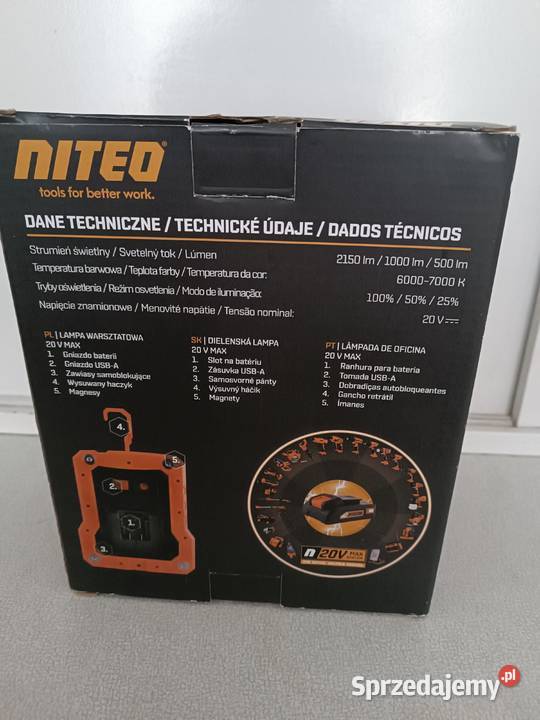 NITEO
tools for better work.
DANE TECHNICZNE / TECHNICKÉ ÚDAJE / DADOS TÉCNICOS
Strumień świetlny / Svetelný tok / Lúmen 2150 lm / 1000 lm / 500 lm
Temperatura barwowa / Teplota farby / Temperatura da cor: 6000-7000 K
Tryby oświetlenia / Režim osvetlenia / Modo de iluminação: 100% / 50% / 25%
Napięcie znamionowe / Menovité napätie / Tensão nominal: 20 V
PL | LAMPA WARSZTATOWA
20 V MAX
1. Gniazdo baterii
2. Gniazdo USB-A
3. Zawiasy samoblokujące
4. Wysuwany haczyk
5. Magnesy
SK | DIELENSKÁ LAMPA
20 V MAX
1. Slot na batériu
2. Zásuvka USB-A
3. Samosvorné pánty
4. Výsuvný háčik
5. Magnety
PT | LÂMPADA DE OFICINA
20 V MAX
1. Ranhura para bateria
2. Tomada USB-A
3. Dobradiças autobloqueantes
4. Gancho retrátil
5. Ímanes
4.
5.
2.
1.
3.
n 20V MAX
Sprzedajemy.pl